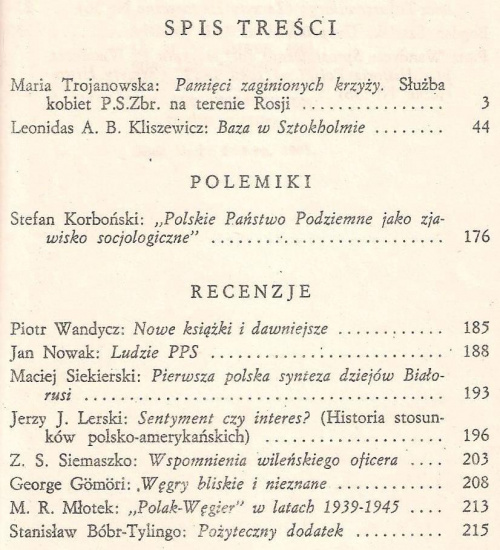 SPIS TREŚCI
Maria Trojanowska: Pamięci zaginionych krzyży. Służba
kobiet P.S.Zbr. na terenie Rosji ................ 3
Leonidas A. B. Kliszewicz: Baza w Sztokholmie ........ 44
POLEMIKI
Stefan Korboński: „Polskie Państwo Podziemne jako zja-
wisko socjologiczne” ........................... 176
RECENZJE
Piotr Wandycz: Nowe książki i dawniejsze ............ 185
Jan Nowak: Ludzie PPS ............................ 188
Maciej Siekierski: Pierwsza polska synteza dziejów Biało-
rusi ....................................... 193
Jerzy J. Lerski: Sentyment czy interes? (Historia stosun-
ków polsko-amerykańskich) ..................... 196
Z. S. Siemaszko: Wspomnienia wileńskiego oficera .... 203
George Gömöri: Węgry bliskie i nieznane ............ 208
M. R. Młotek: „Polak-Węgier” w latach 1939-1945 .... 213
Stanisław Bóbr-Tylingo: Pożyteczny dodatek .......... 215